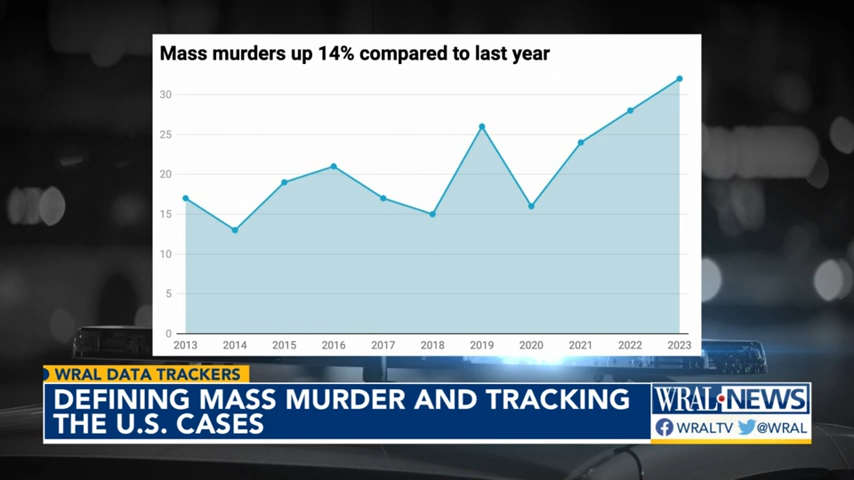 Mass murders up 14% compared to last year
30
25
20
15
10
5
0
2013 2014 2015 2016 2017 2018 2019 2020 2021 2022 2023
WRAL DATA TRACKERS
DEFINING MASS MURDER AND TRACKING
THE U.S. CASES
WRAL NEWS
WRALTV @WRAL